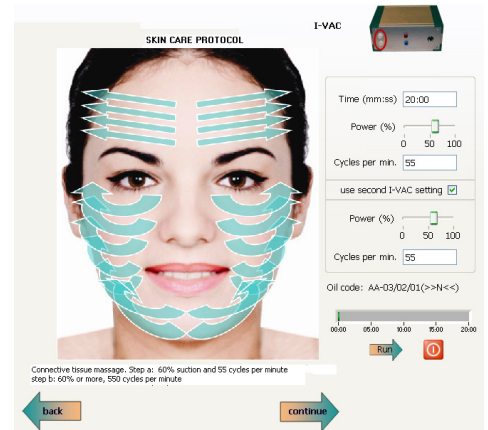 I-VAC
SKIN CARE PROTOCOL
Time (mm:ss) 20:00
Power (%)
0 50 100
Cycles per min. 55
use second I-VAC setting
Power (%)
0 50 100
Cycles per min. 55
Oil code: AA-03/02/01(>>N<<)
00:00 05:00 10:00 15:00 20:00
Run
Connective tissue massage. Step a: 60% suction and 55 cycles per minute
step b: 60% or more, 550 cycles per minute
back
continue